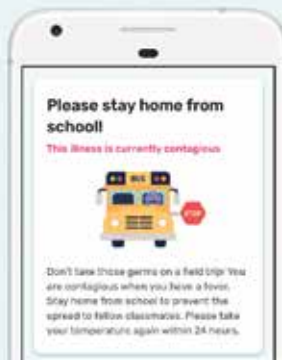 Please stay home from
school!
This illness is currently contagious
BUS
STOP
Don't take those germs on a field trip! You
are contagious when you have a fever.
Stay home from school to prevent the
spread to fellow classmates. Please take
your temperature again within 24 hours.